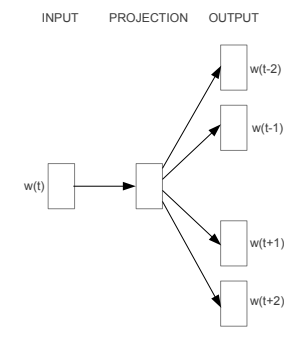 INPUT PROJECTION OUTPUT
w(t-2)
w(t-1)
w(t)
w(t+1)
w(t+2)